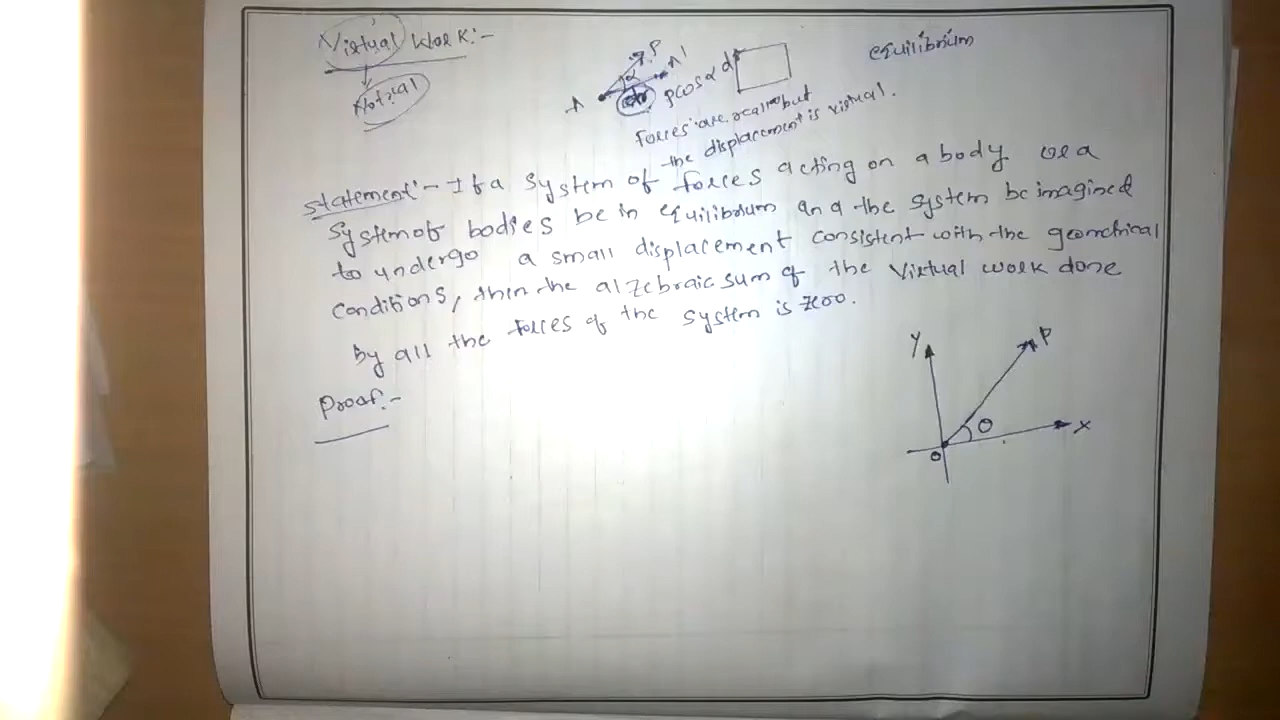 Virtual Work:-
Not real
P
A'
α
A
dr
Pcosα d
equilibrium
Forces are real but
the displacement is virtual.
Statement:- If a system of forces acting on a body or a
system of bodies be in equilibrium and the system be imagined
to undergo a small displacement consistent with the geometrical
conditions, then the algebraic sum of the virtual work done
By all the forces of the system is zero.
Proof:-
Y
P
θ
X
O